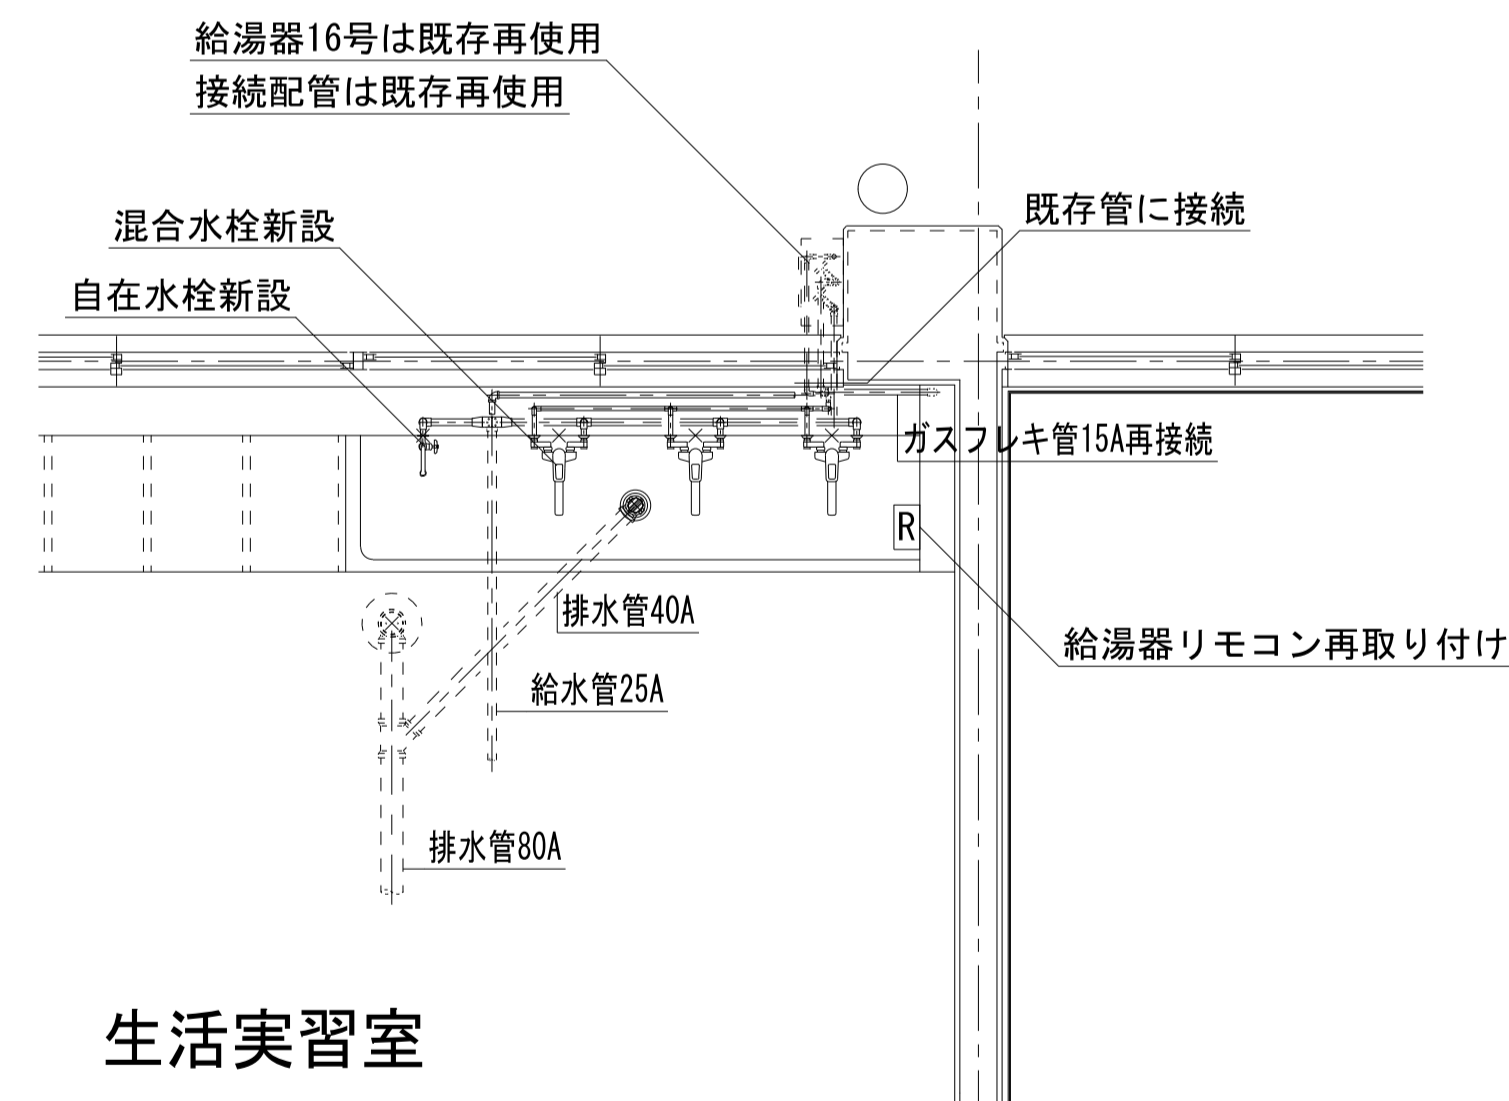 給湯器16号は既存再使用
接続配管は既存再使用
混合水栓新設
既存管に接続
自在水栓新設
ガスフレキ管15A再接続
R
排水管40A
給湯器リモコン再取り付け
給水管25A
排水管80A
生活実習室